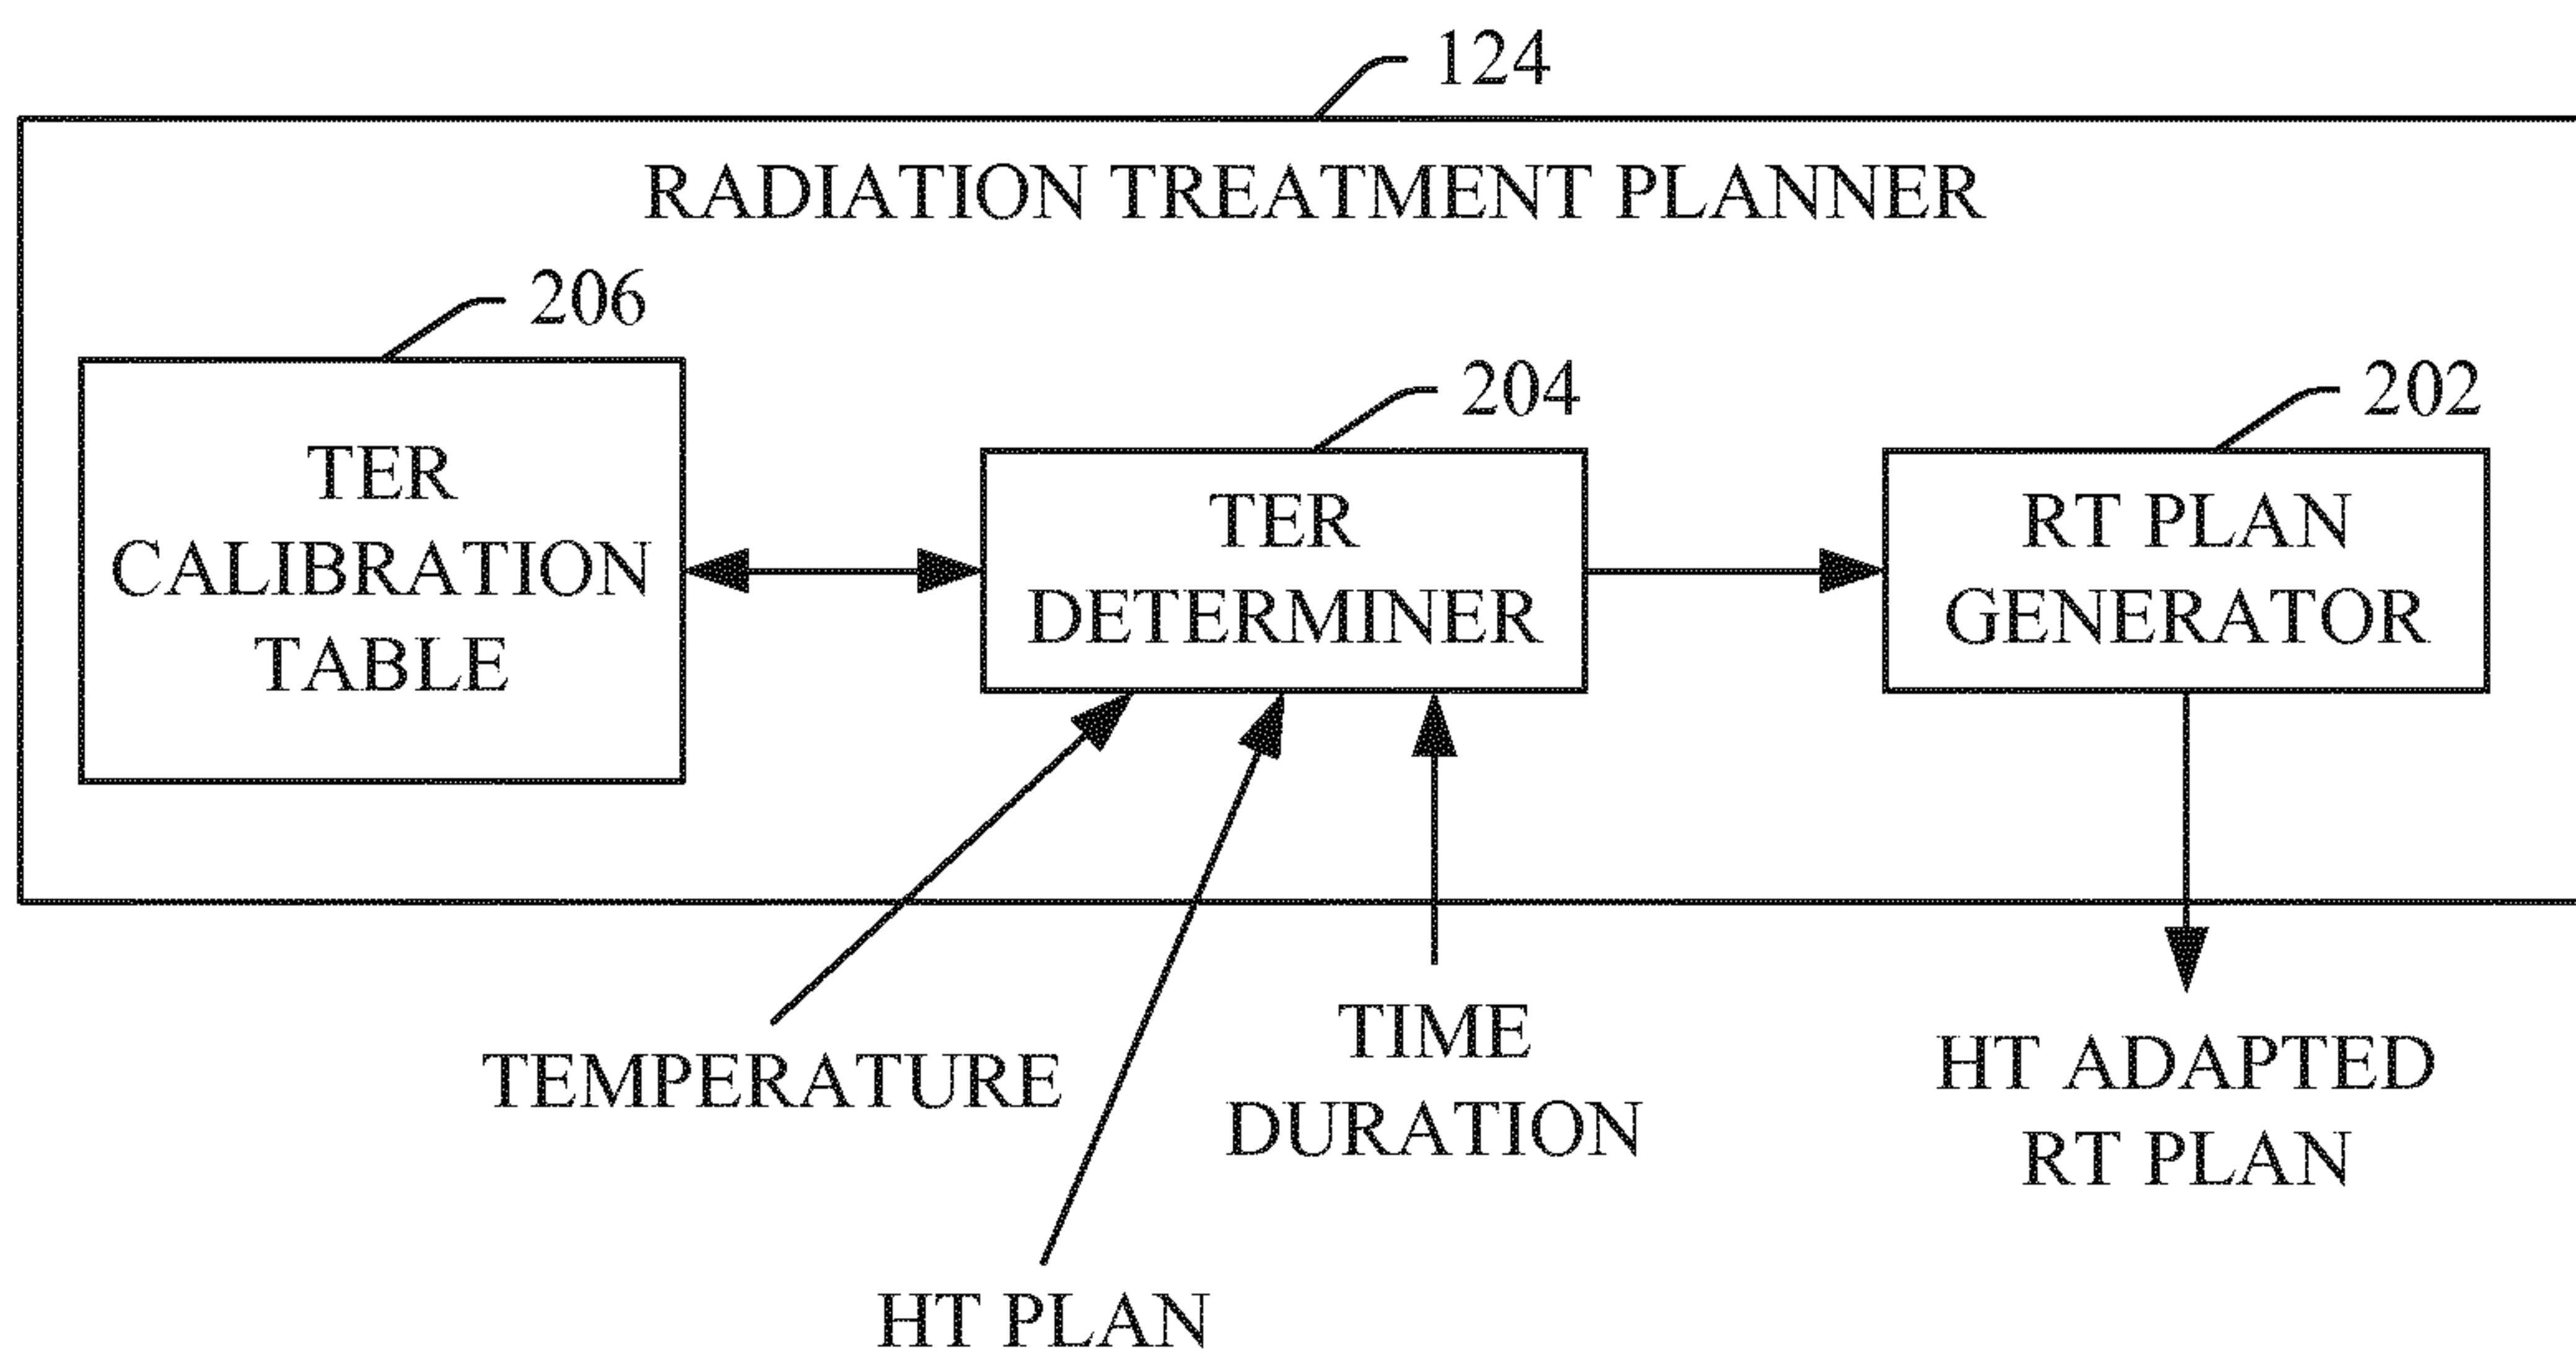 124
RADIATION TREATMENT PLANNER
206
204
202
TER
CALIBRATION
TABLE
TER
DETERMINER
RT PLAN
GENERATOR
TEMPERATURE
HT PLAN
TIME
DURATION
HT ADAPTED
RT PLAN